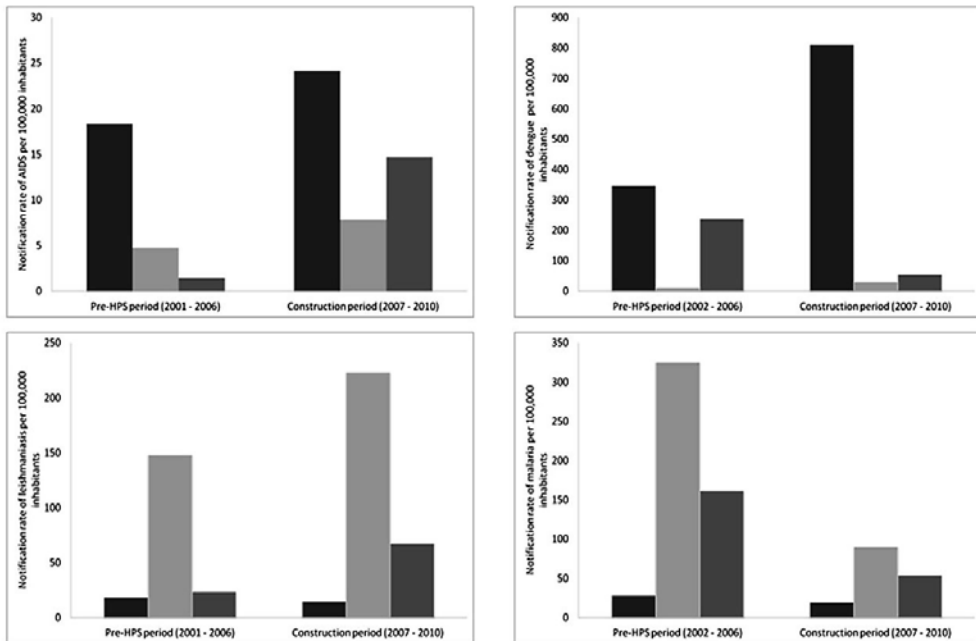 Notification rate of AIDS per 100,000 inhabitants
30
25
20
15
10
5
0
Pre-HPS period (2001 - 2006)
Construction period (2007 - 2010)
Notification rate of dengue per 100,000
inhabitants
900
800
700
600
500
400
300
200
100
0
Pre-HPS period (2002 - 2006)
Construction period (2007 - 2010)
Notification rate of leishmaniasis per 100,000
inhabitants
250
200
150
100
50
0
Pre-HPS period (2001 - 2006)
Construction period (2007 - 2010)
Notification rate of malaria per 100,000
inhabitants
350
300
250
200
150
100
50
0
Pre-HPS period (2002 - 2006)
Construction period (2007 - 2010)